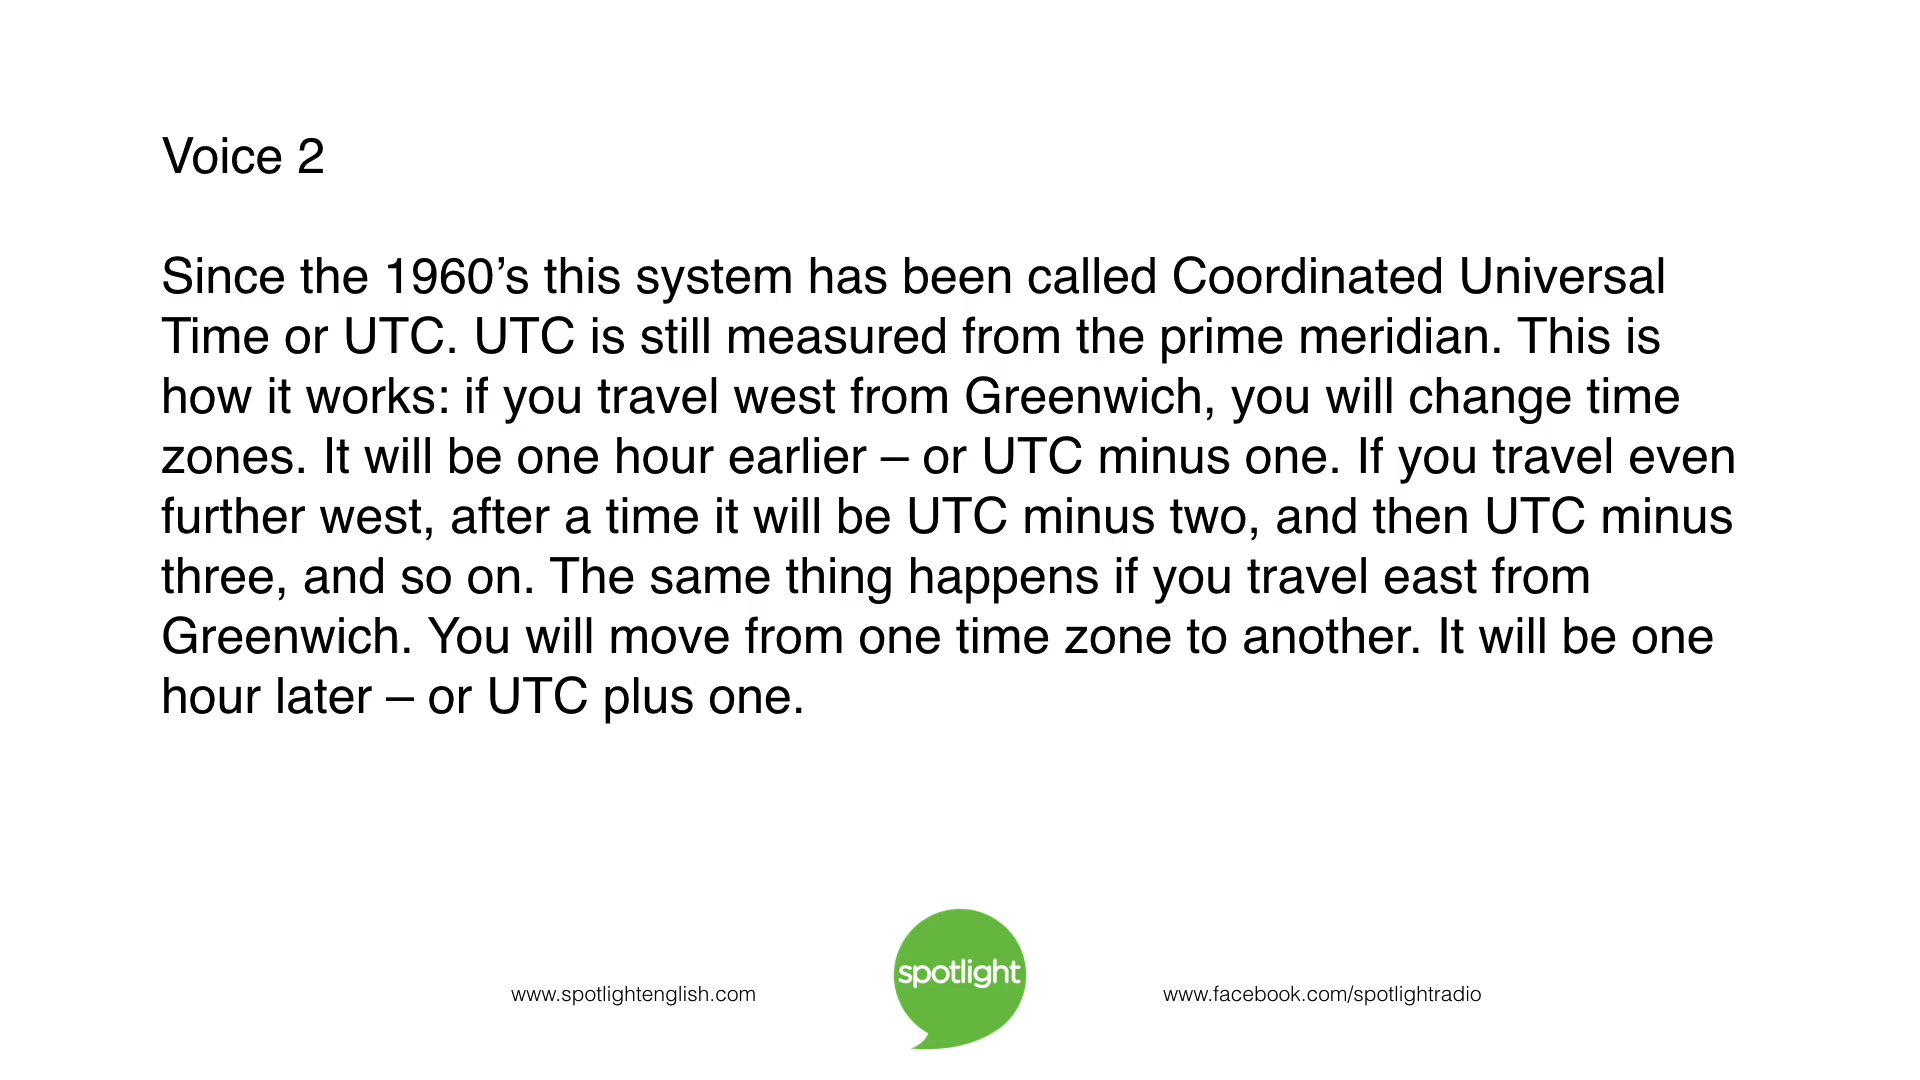 Voice 2
Since the 1960’s this system has been called Coordinated Universal
Time or UTC. UTC is still measured from the prime meridian. This is
how it works: if you travel west from Greenwich, you will change time
zones. It will be one hour earlier – or UTC minus one. If you travel even
further west, after a time it will be UTC minus two, and then UTC minus
three, and so on. The same thing happens if you travel east from
Greenwich. You will move from one time zone to another. It will be one
hour later – or UTC plus one.
www.spotlightenglish.com
spotlight
www.facebook.com/spotlightradio